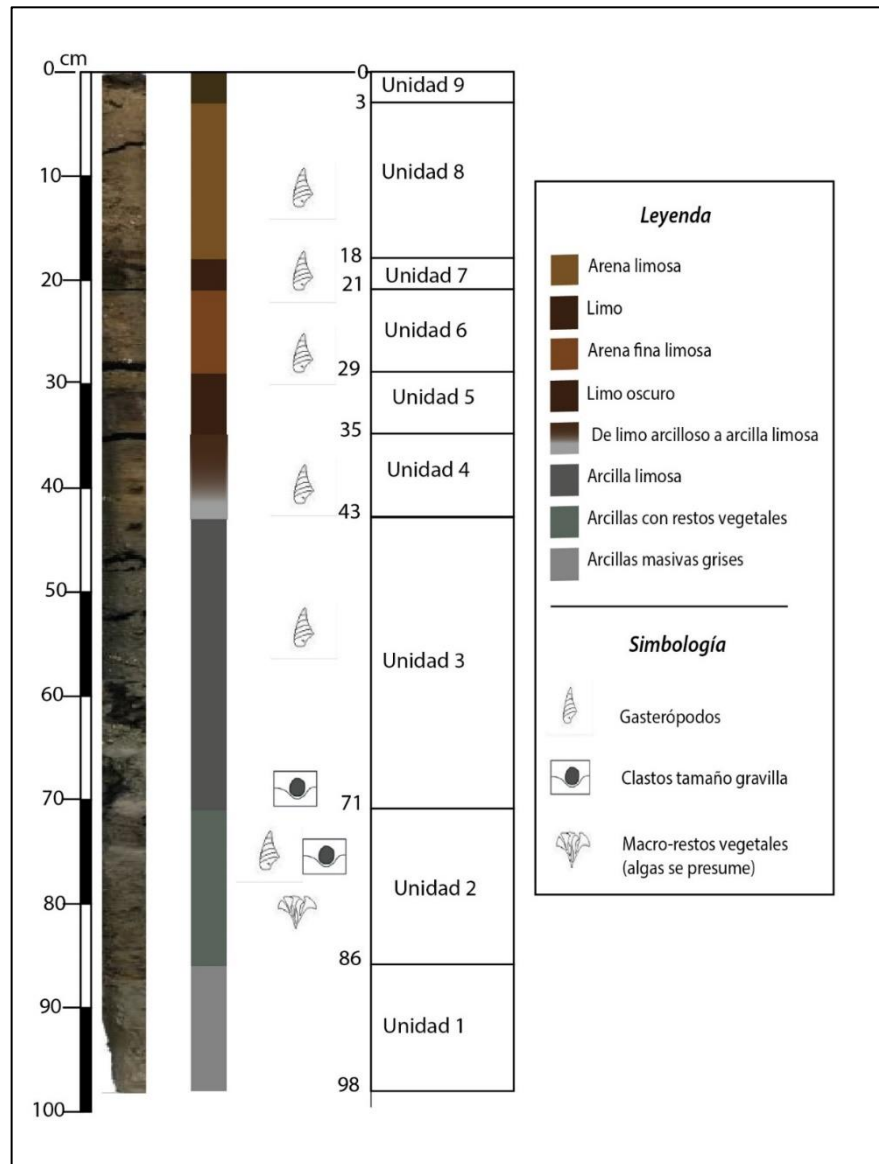 cm
0
10
20
30
40
50
60
70
80
90
100
0
Unidad 9
3
Unidad 8
18
Unidad 7
21
Unidad 6
29
Unidad 5
35
Unidad 4
43
Unidad 3
71
Unidad 2
86
Unidad 1
98
Leyenda
Arena limosa
Limo
Arena fina limosa
Limo oscuro
De limo arcilloso a arcilla limosa
Arcilla limosa
Arcillas con restos vegetales
Arcillas masivas grises
Simbología
Gasterópodos
Clastos tamaño gravilla
Macro-restos vegetales
(algas se presume)